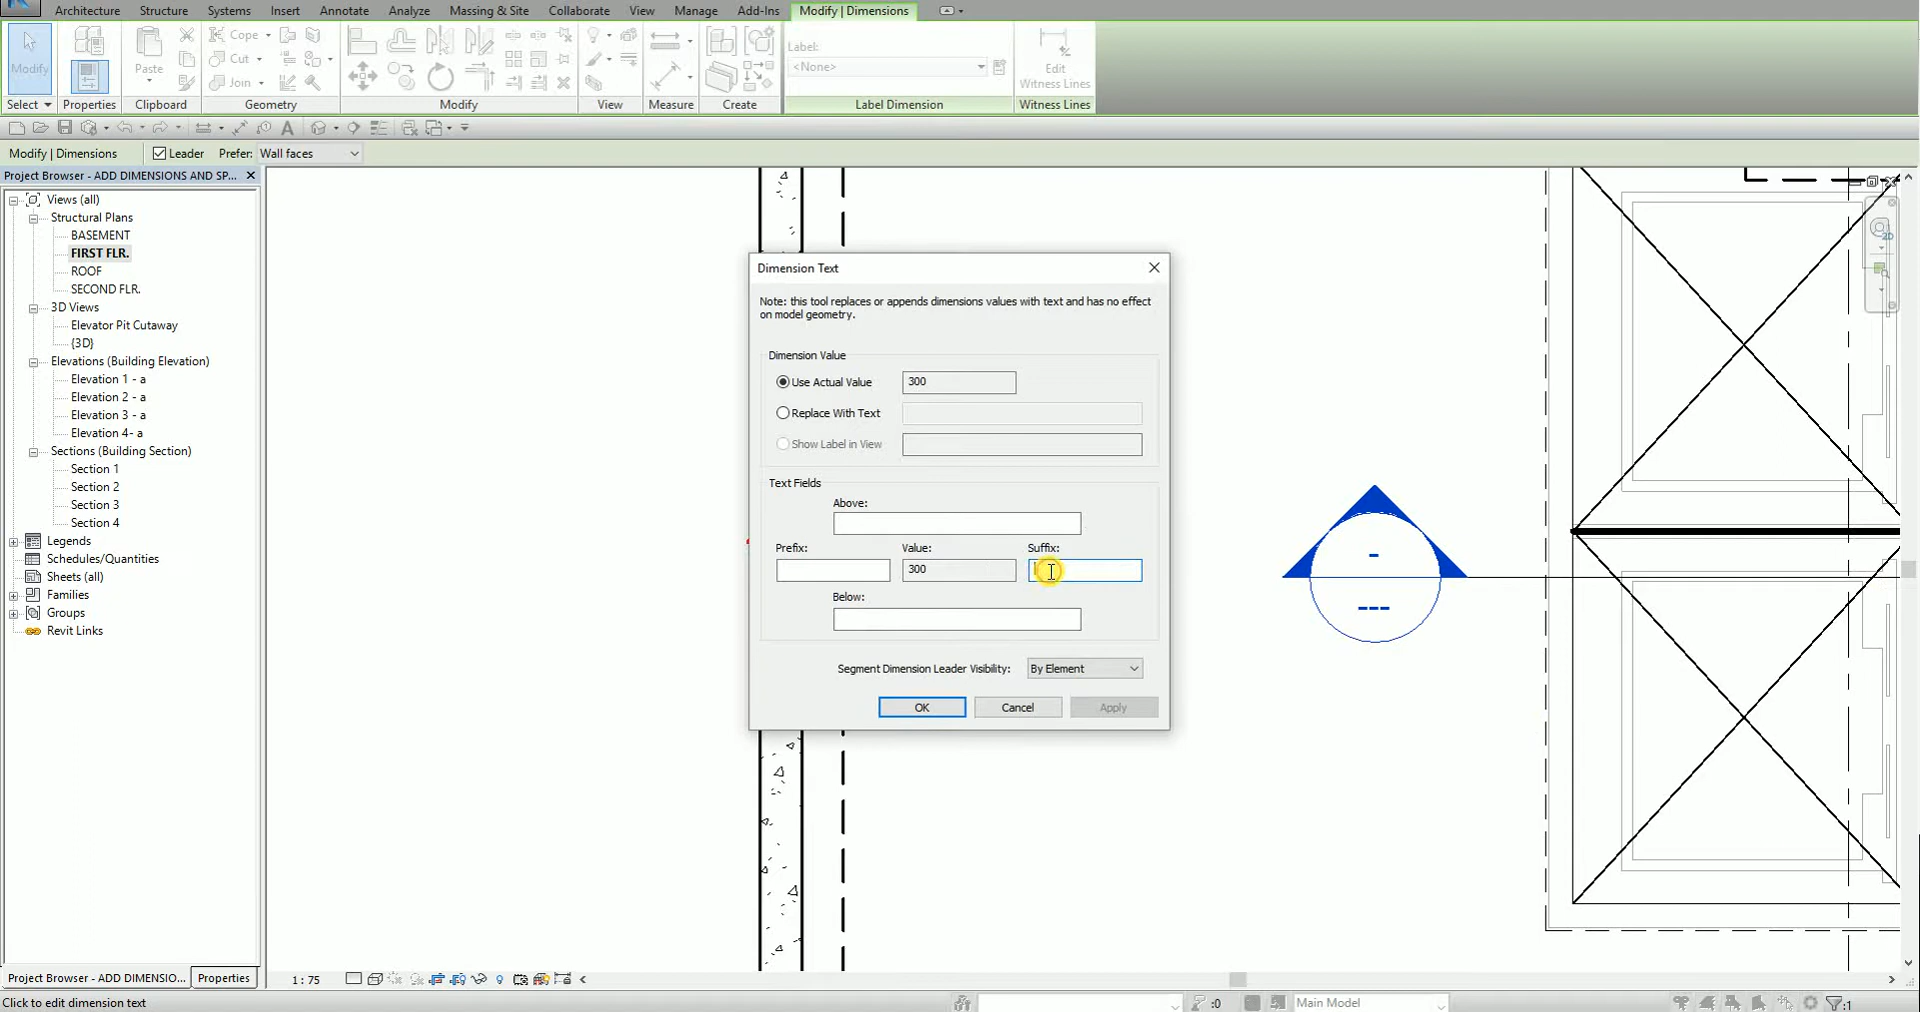 Architecture Structure Systems Insert Annotate Analyze Massing & Site Collaborate View Manage Add-Ins Modify | Dimensions
Modify
Paste
Cope
Cut
Join
Label:
<None>
Edit
Witness Lines
Select Properties Clipboard Geometry Modify View Measure Create Label Dimension Witness Lines
Modify | Dimensions Leader Prefer: Wall faces
Project Browser - ADD DIMENSIONS AND SP...
Views (all)
Structural Plans
BASEMENT
FIRST FLR.
ROOF
SECOND FLR.
3D Views
Elevator Pit Cutaway
{3D}
Elevations (Building Elevation)
Elevation 1 - a
Elevation 2 - a
Elevation 3 - a
Elevation 4- a
Sections (Building Section)
Section 1
Section 2
Section 3
Section 4
Legends
Schedules/Quantities
Sheets (all)
Families
Groups
Revit Links
Dimension Text
Note: this tool replaces or appends dimensions values with text and has no effect
on model geometry.
Dimension Value
Use Actual Value 300
Replace With Text
Show Label in View
Text Fields
Above:
Prefix: Value: Suffix:
300
Below:
Segment Dimension Leader Visibility: By Element
OK Cancel Apply
-
---
2D
Project Browser - ADD DIMENSIO... Properties
1 : 75
Click to edit dimension text
:0
Main Model
:1